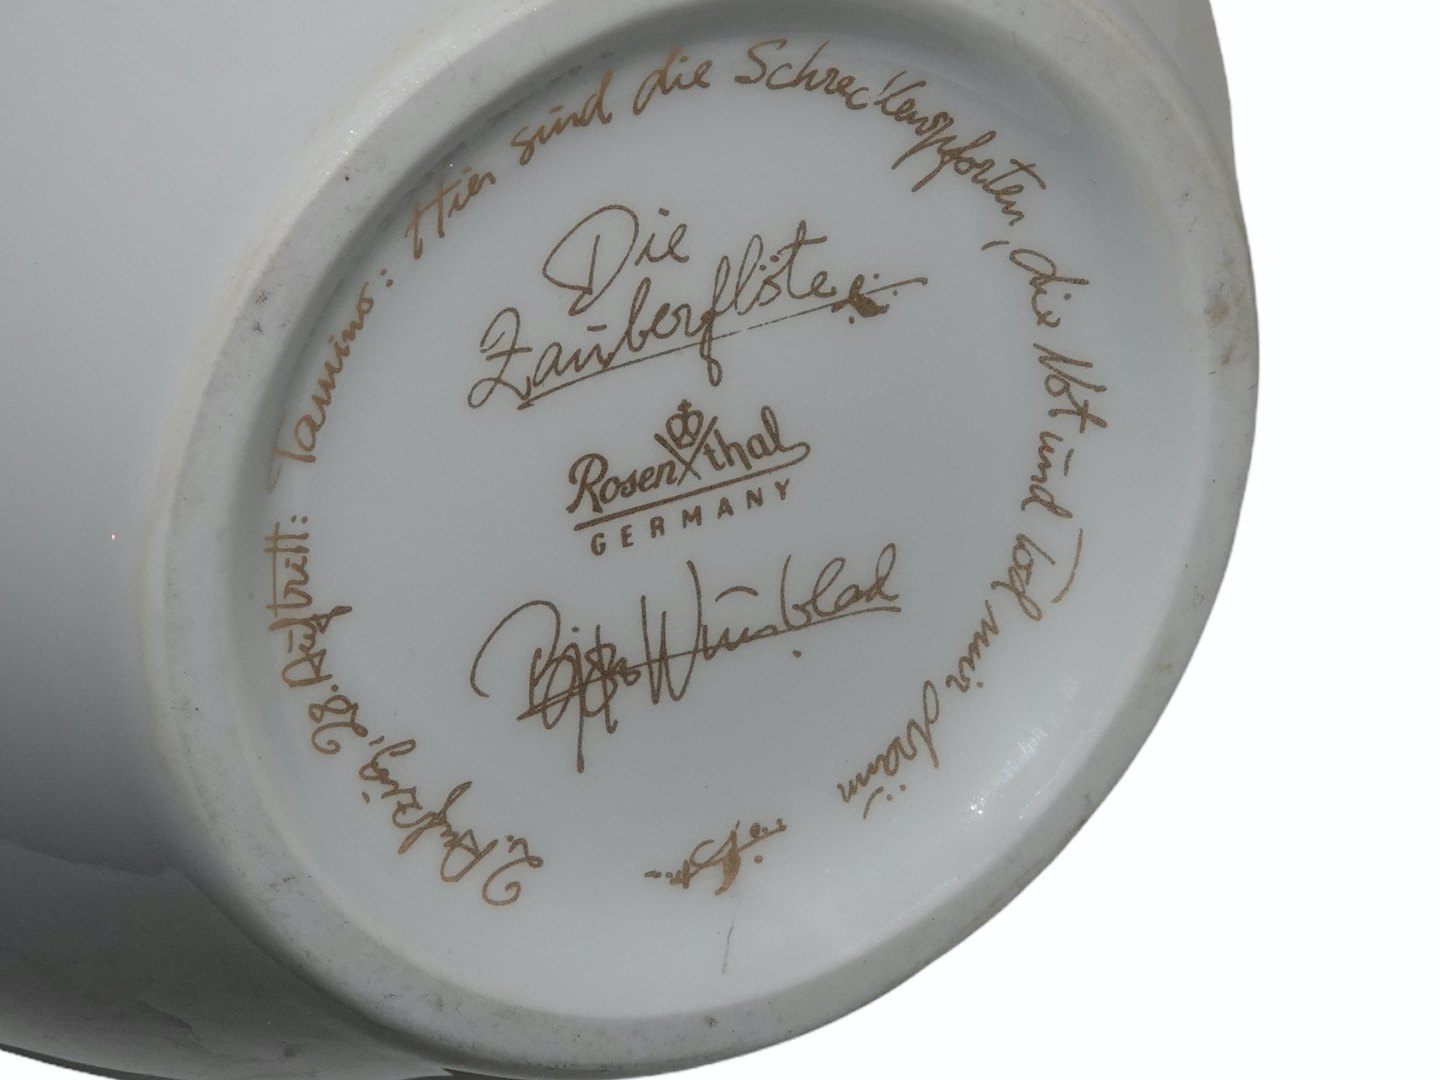 Die
Zauberflöte
Rosenthal
GERMANY
Bjørn Wiinblad
2. Aufzug, 28. Auftritt: Tamino: Hier sind die Schreckenspforten, die Not und Tod mir dräun